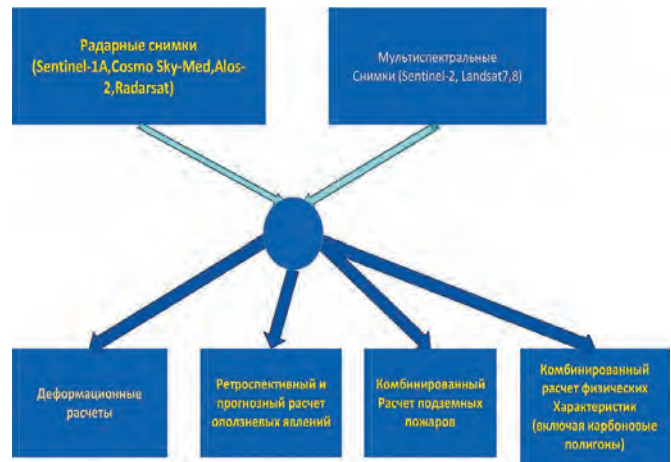 Радарные снимки
(Sentinel-1A,Cosmo Sky-Med,Alos-
2,Radarsat)
Мультиспектральные
Снимки (Sentinel-2, Landsat7,8)
Деформационные
расчеты
Ретроспективный и
прогнозный расчет
оползневых явлений
Комбинированный
Расчет подземных
пожаров
Комбинированный
расчет физических
Характеристик
(включая карбоновые
полигоны)